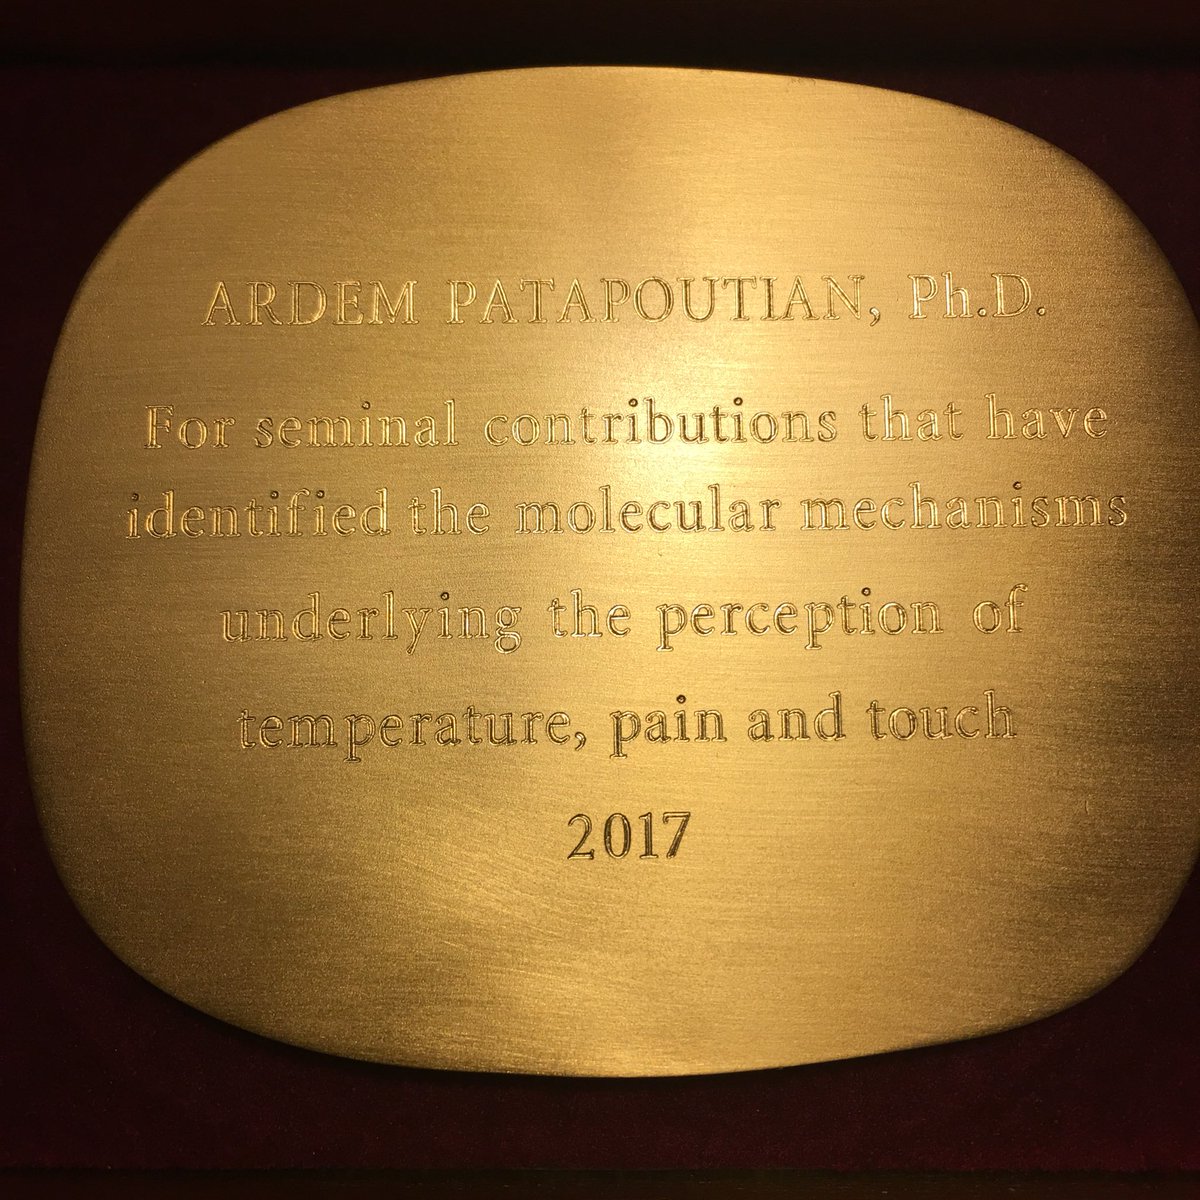 ARDEM PATAPOUTIAN, Ph.D.
For seminal contributions that have
identified the molecular mechanisms
underlying the perception of
temperature, pain and touch
2017